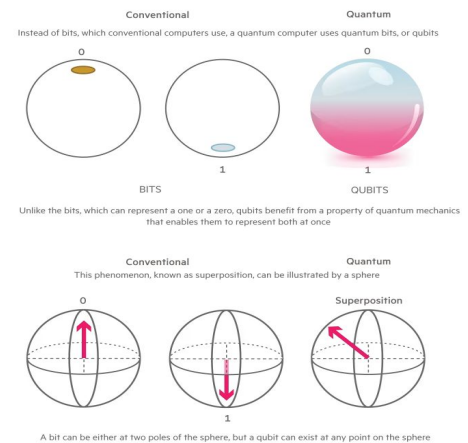 Conventional Quantum
Instead of bits, which conventional computers use, a quantum computer uses quantum bits, or qubits
0 0
1 1
BITS QUBITS
Unlike the bits, which can represent a one or a zero, qubits benefit from a property of quantum mechanics
that enables them to represent both at once
Conventional Quantum
This phenomenon, known as superposition, can be illustrated by a sphere
0 Superposition
1
A bit can be either at two poles of the sphere, but a qubit can exist at any point on the sphere